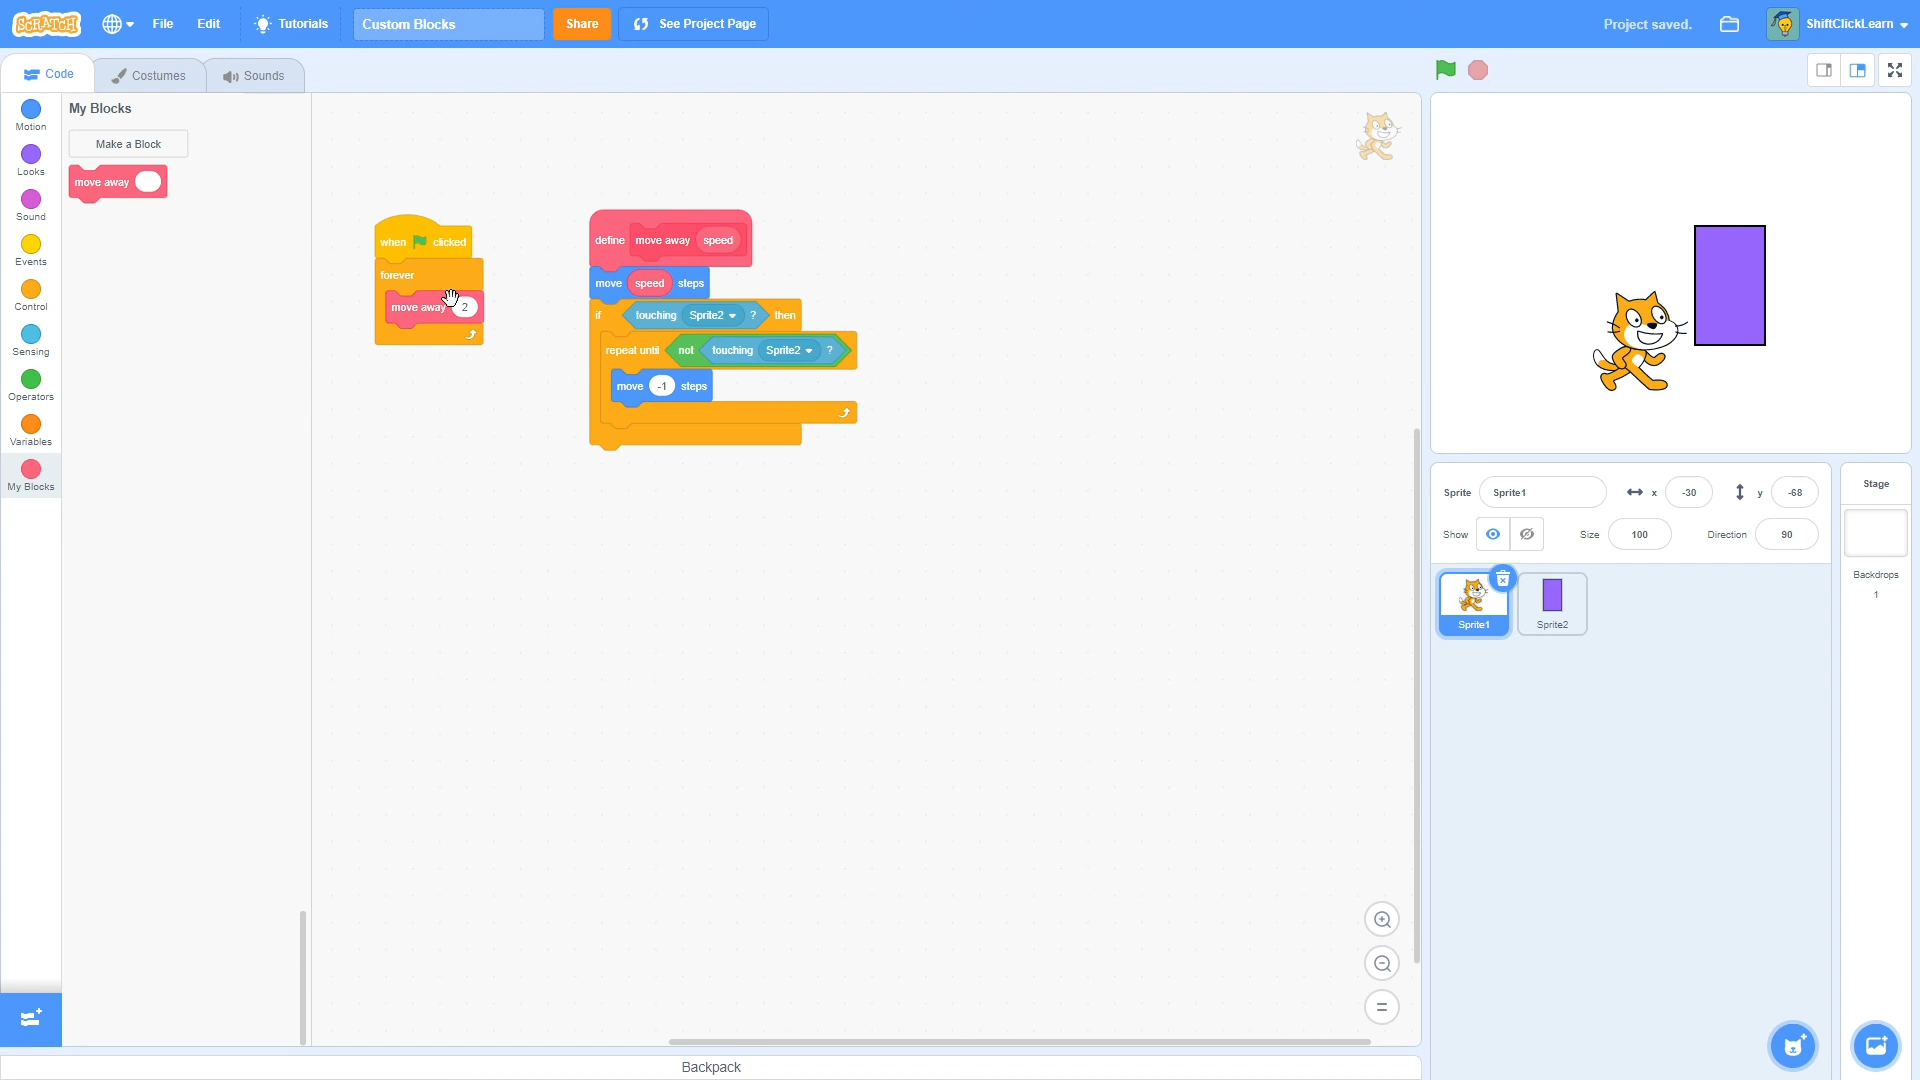 SCRATCH
File
Edit
Tutorials
Custom Blocks
Share
See Project Page
Project saved.
ShiftClickLearn
Code
Costumes
Sounds
Motion
Looks
Sound
Events
Control
Sensing
Operators
Variables
My Blocks
My Blocks
Make a Block
move away
when clicked
forever
move away 2
define move away speed
move speed steps
if touching Sprite2 ? then
repeat until not touching Sprite2 ?
move -1 steps
Sprite Sprite1 x -30 y -68
Show Size 100 Direction 90
Sprite1
Sprite2
Stage
Backdrops
1
Backpack